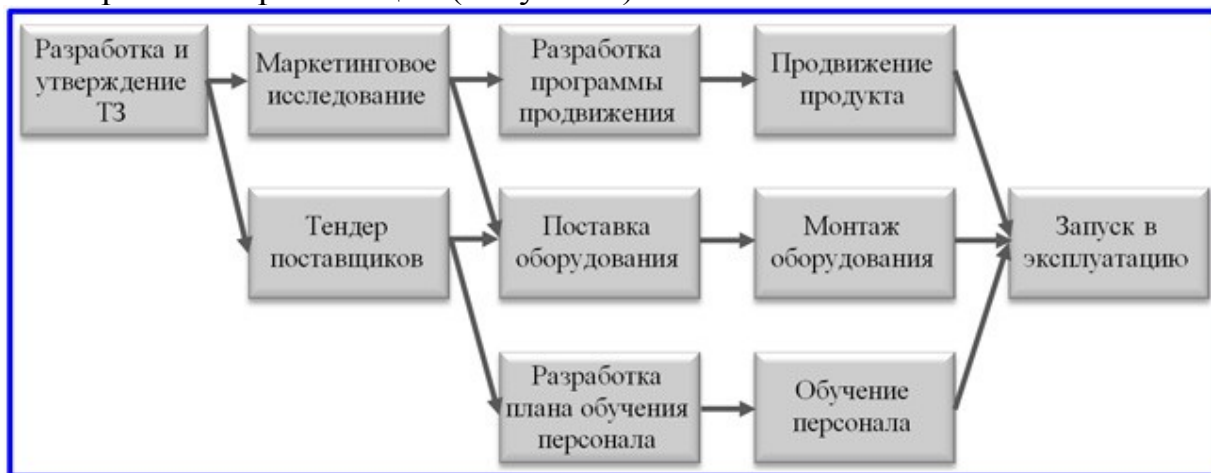 Разработка и
утверждение
ТЗ
Маркетинговое
исследование
Разработка
программы
продвижения
Продвижение
продукта
Тендер
поставщиков
Поставка
оборудования
Монтаж
оборудования
Запуск в
эксплуатацию
Разработка
плана обучения
персонала
Обучение
персонала